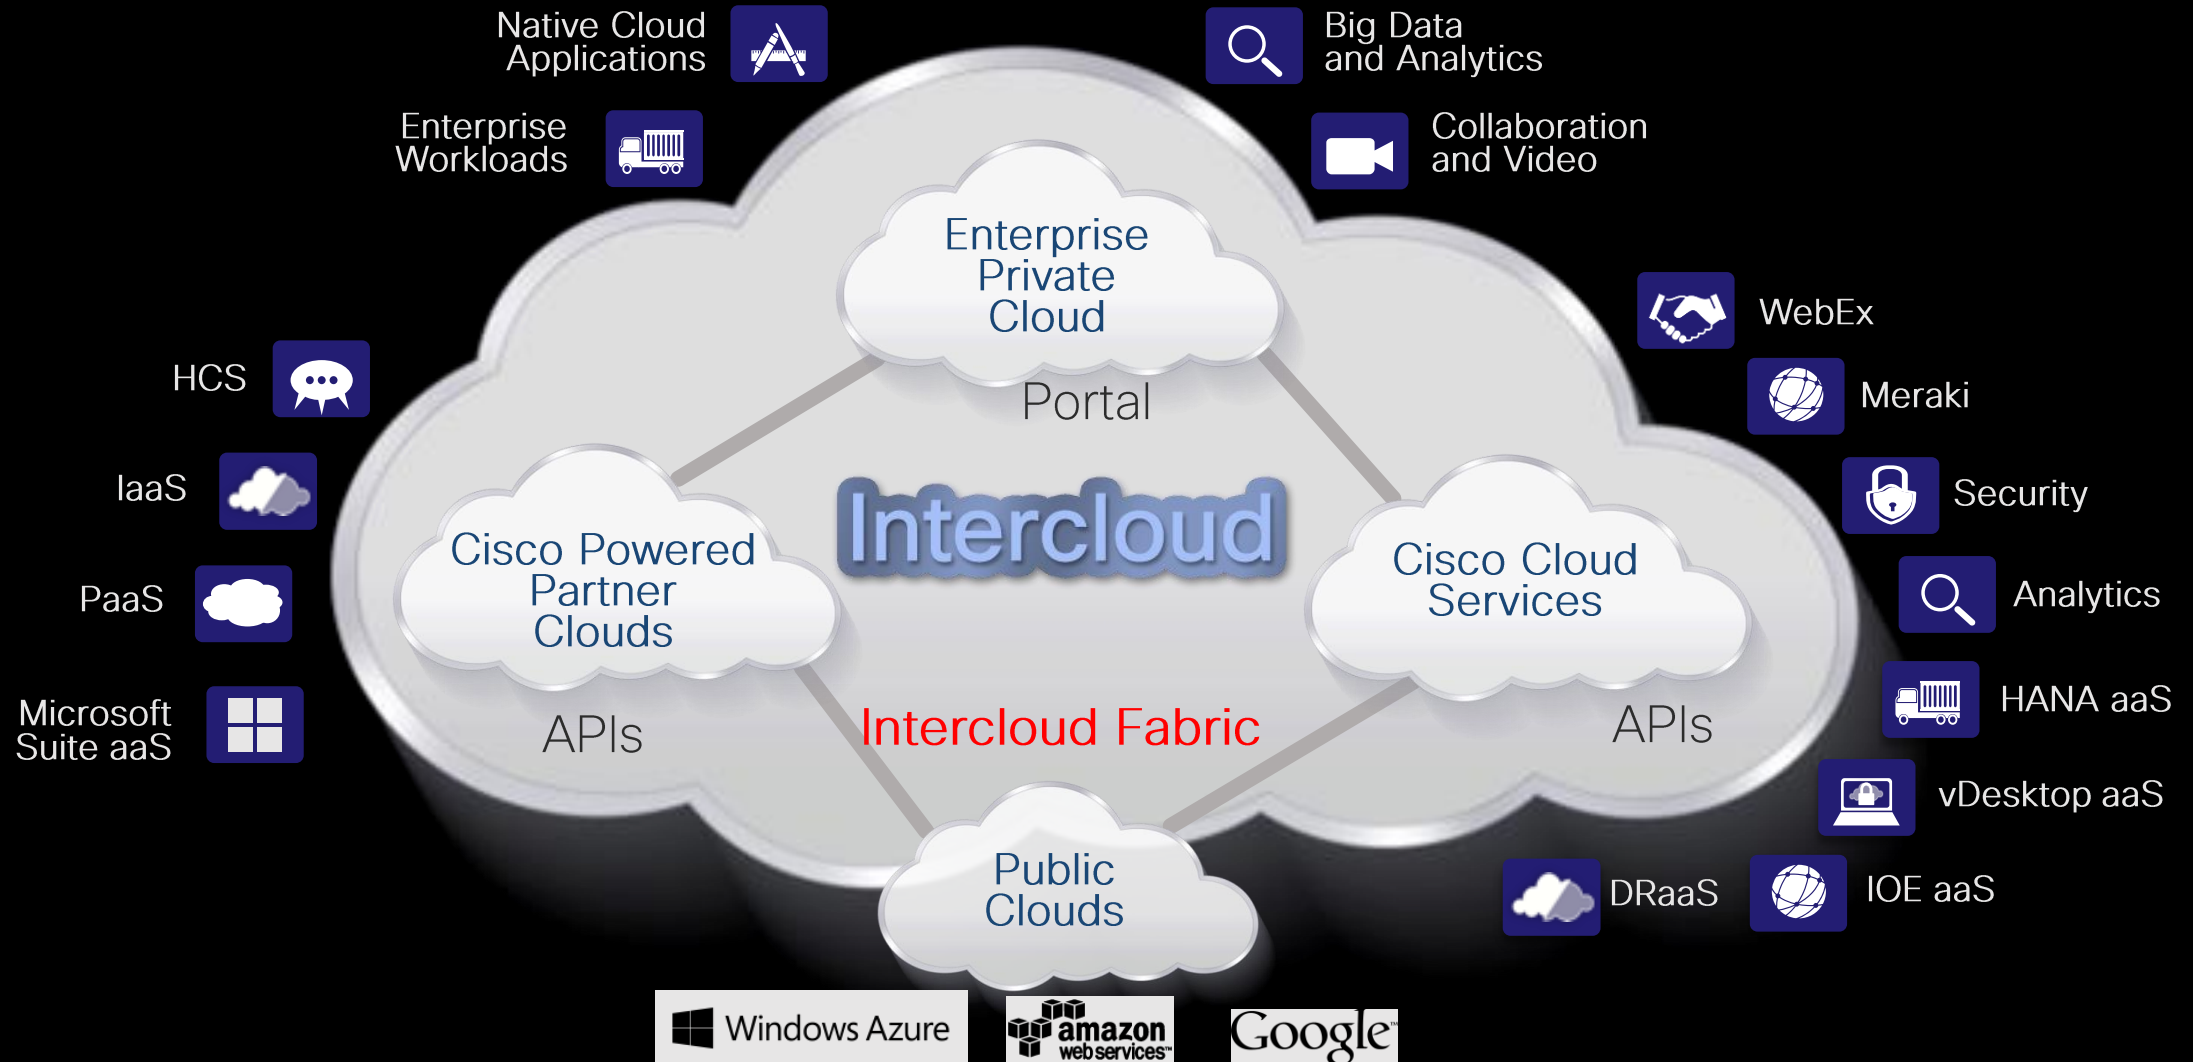 Native Cloud
Applications
Big Data
and Analytics
Enterprise
Workloads
Collaboration
and Video
Enterprise
Private
Cloud
Portal
WebEx
HCS
Meraki
IaaS
Security
Intercloud
Cisco Powered
Partner
Clouds
Cisco Cloud
Services
PaaS
Analytics
Microsoft
Suite aaS
APIs
Intercloud Fabric
APIs
HANA aaS
vDesktop aaS
Public
Clouds
DRaaS
IOE aaS
Windows Azure
amazon
webservices™
Google™